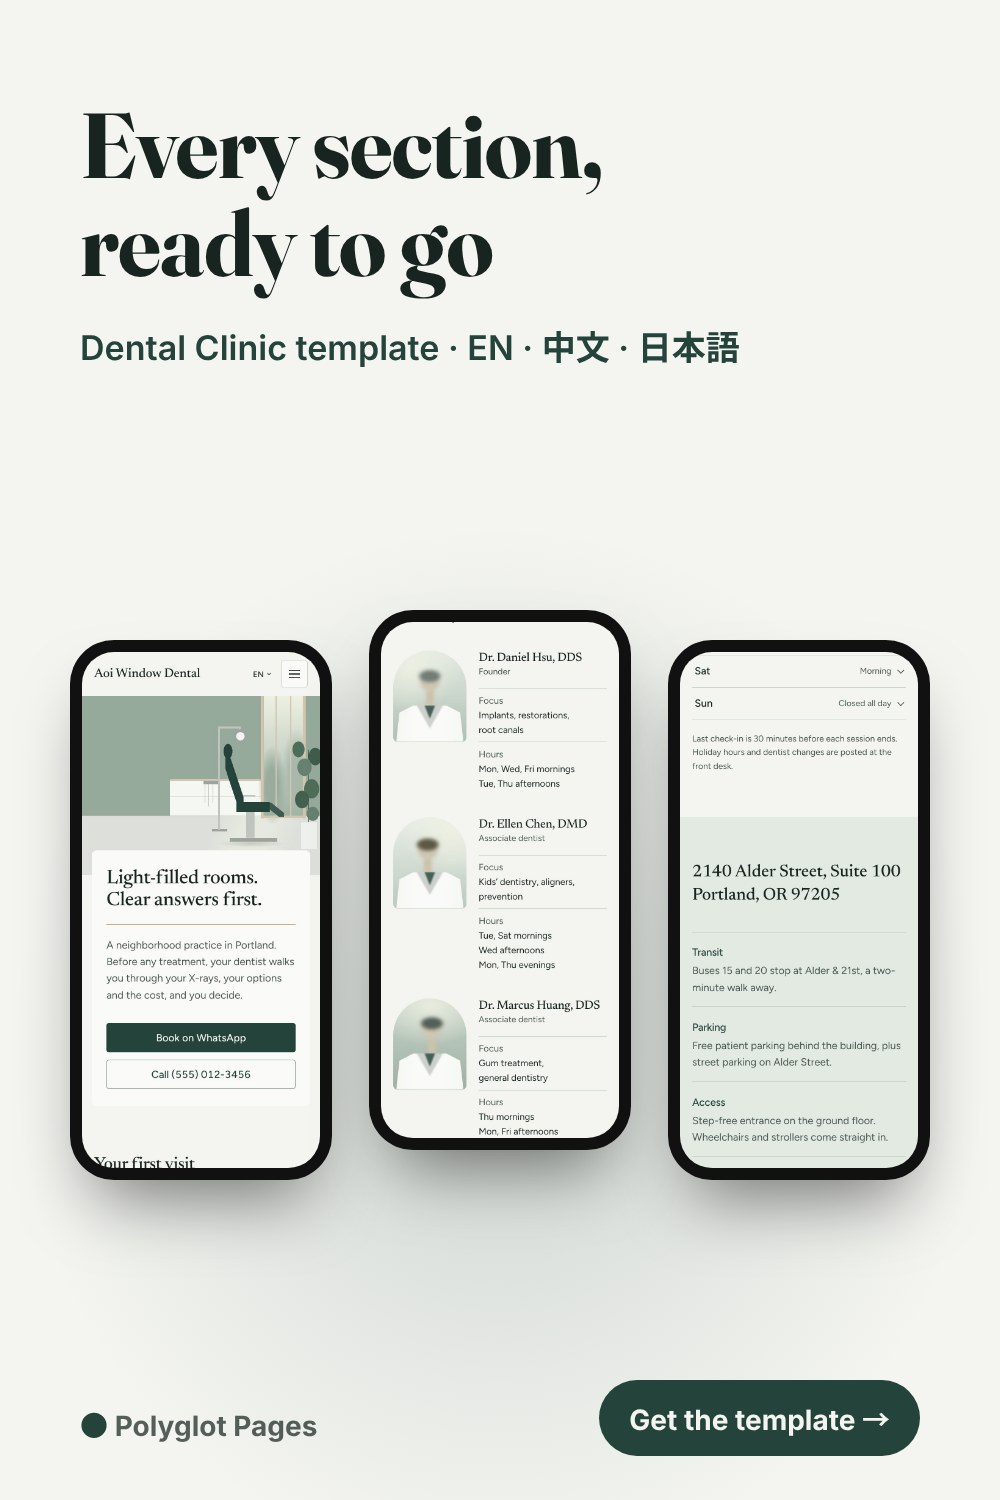 Every section,
ready to go
Dental Clinic template · EN · 中文 · 日本語
Aoi Window Dental
EN
Light-filled rooms.
Clear answers first.
A neighborhood practice in Portland.
Before any treatment, your dentist walks
you through your X-rays, your options
and the cost, and you decide.
Book on WhatsApp
Call (555) 012-3456
Your first visit
Dr. Daniel Hsu, DDS
Founder
Focus
Implants, restorations,
root canals
Hours
Mon, Wed, Fri mornings
Tue, Thu afternoons
Dr. Ellen Chen, DMD
Associate dentist
Focus
Kids' dentistry, aligners,
prevention
Hours
Tue, Sat mornings
Wed afternoons
Mon, Thu evenings
Dr. Marcus Huang, DDS
Associate dentist
Focus
Gum treatment,
general dentistry
Hours
Thu mornings
Mon, Fri afternoons
Sat Morning
Sun Closed all day
Last check-in is 30 minutes before each session ends.
Holiday hours and dentist changes are posted at the
front desk.
2140 Alder Street, Suite 100
Portland, OR 97205
Transit
Buses 15 and 20 stop at Alder & 21st, a two-
minute walk away.
Parking
Free patient parking behind the building, plus
street parking on Alder Street.
Access
Step-free entrance on the ground floor.
Wheelchairs and strollers come straight in.
Polyglot Pages
Get the template →